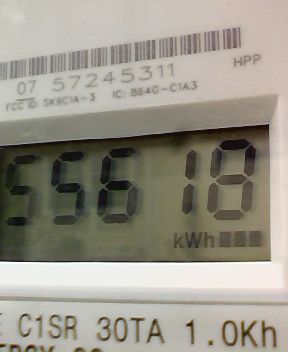 07 57245311 HPP
FCC ID: SK9C1A-3 IC: 864G-C1A3
55618
kWh
C1SR 30TA 1.0Kh